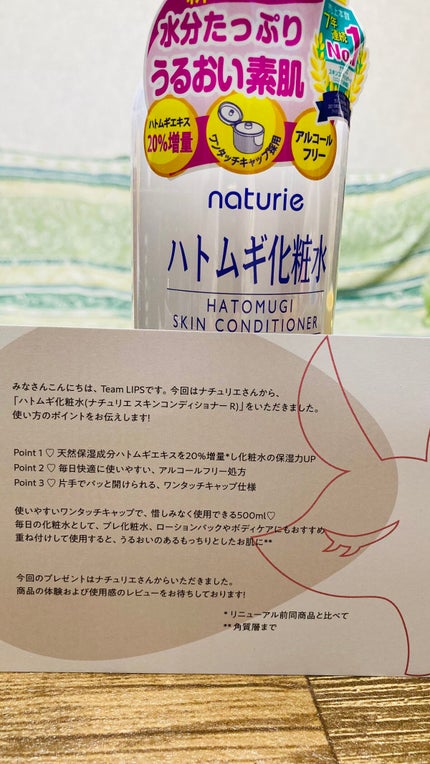 水分たっぷり
うるおい素肌
7年
連続
No.1
ハトムギエキス
20%増量
ワンタッチキャップ採用
アルコール
フリー
naturie
ハトムギ化粧水
HATOMUGI
SKIN CONDITIONER
みなさんこんにちは、Team LIPSです。今回はナチュリエさんから、
「ハトムギ化粧水(ナチュリエ スキンコンディショナー R)」をいただきました。
使い方のポイントをお伝えします!
Point 1 ♡ 天然保湿成分ハトムギエキスを20%増量*し化粧水の保湿力UP
Point 2 ♡ 毎日快適に使いやすい、アルコールフリー処方
Point 3 ♡ 片手でパッと開けられる、ワンタッチキャップ仕様
使いやすいワンタッチキャップで、惜しみなく使用できる500ml♡
毎日の化粧水として、プレ化粧水、ローションパックやボディケアにもおすすめ
重ね付けして使用すると、うるおいのあるもっちりとしたお肌に**
今回のプレゼントはナチュリエさんからいただきました。
商品の体験および使用感のレビューをお待ちしております!
* リニューアル前同商品と比べて
** 角質層まで